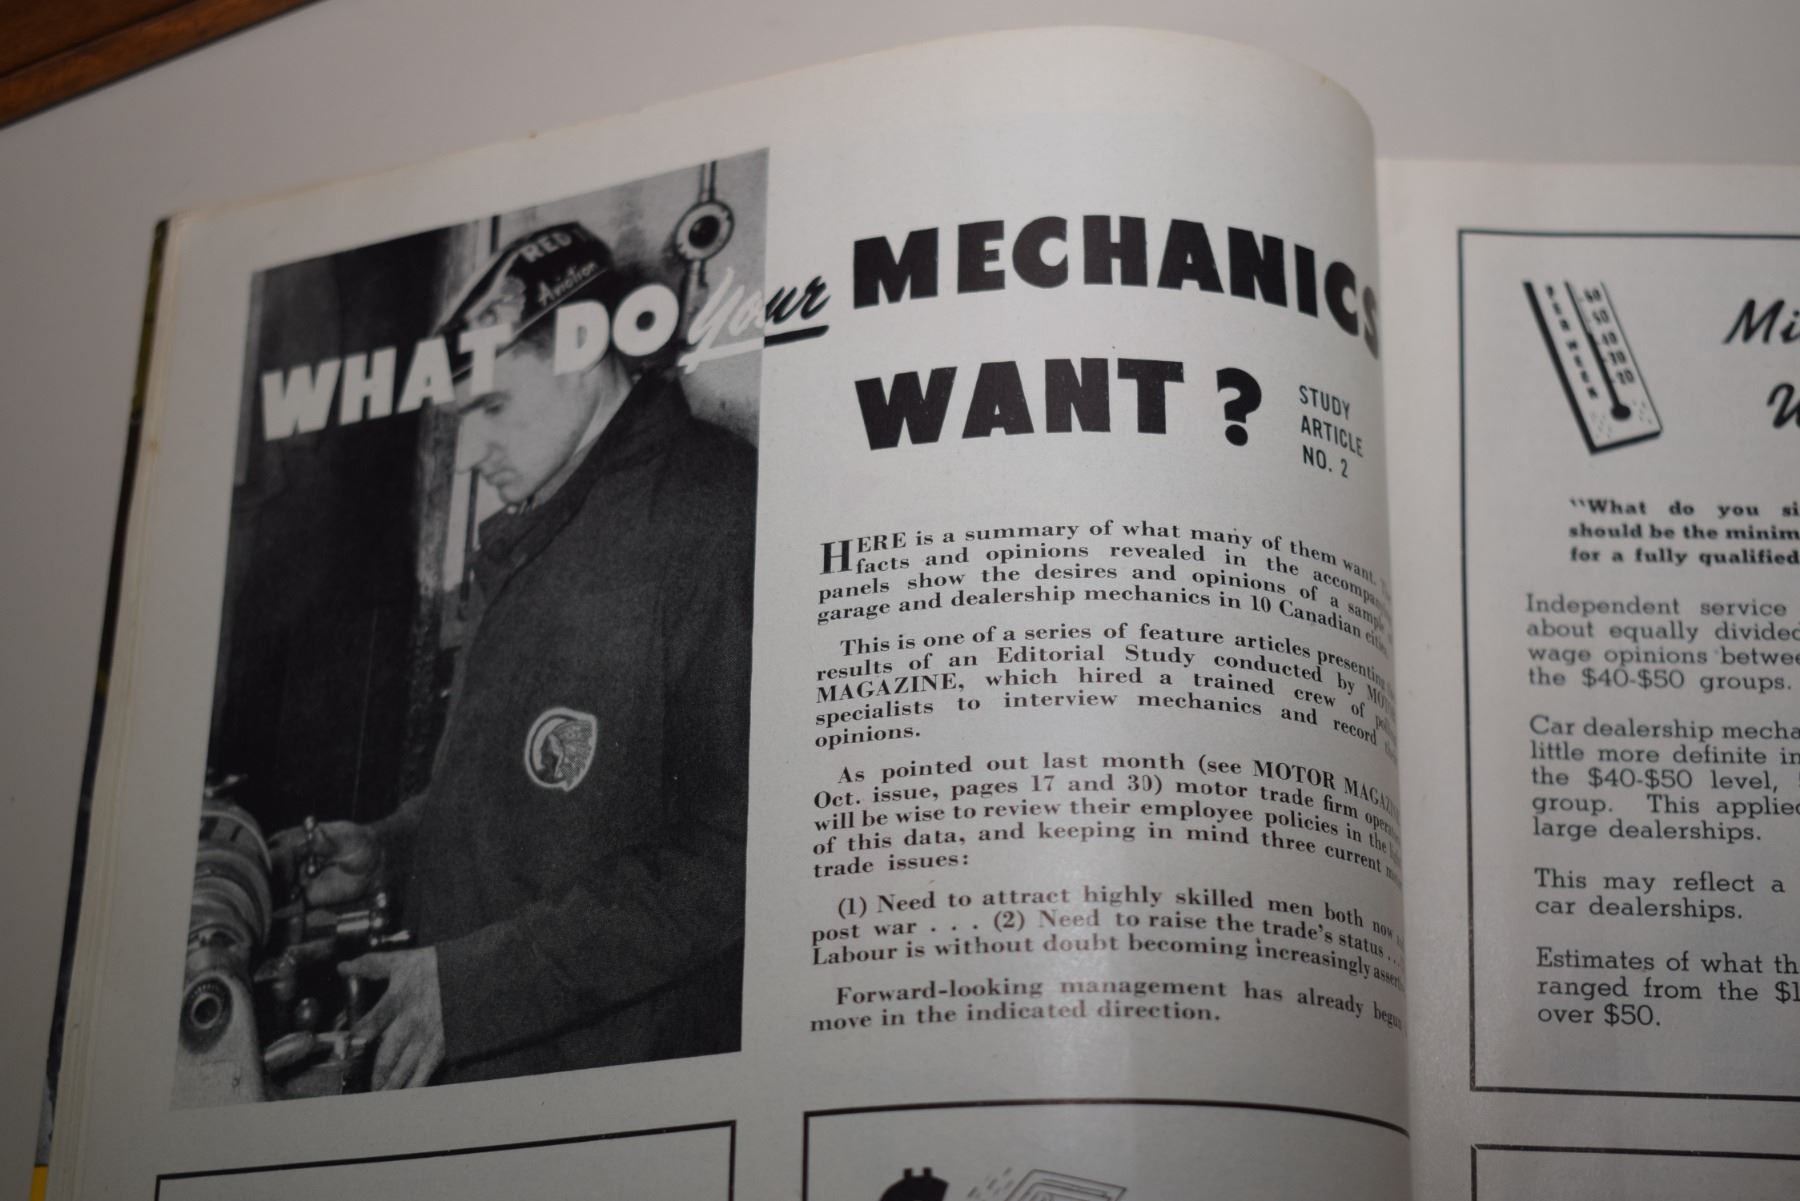 WHAT DO your MECHANICS
WANT ?
STUDY
ARTICLE
NO. 2
RED
Aviation
HERE is a summary of what many of them want.
facts and opinions revealed in the
panels show the desires and opinions of a
garage and dealership mechanics in 10 Canadian
This is one of a series of feature articles presenting
results of an Editorial Study conducted by
MAGAZINE, which hired a trained crew of
specialists to interview mechanics and record
opinions.
As pointed out last month (see MOTOR
Oct. issue, pages 17 and 30) motor trade firm
will be wise to review their employee policies in the
of this data, and keeping in mind three current
trade issues:
(1) Need to attract highly skilled men both now
post war . . . (2) Need to raise the trade's status ...
Labour is without doubt becoming increasingly
Forward-looking management has already begun
move in the indicated direction.
PER WEEK
60
50
40
30
20
Mi
"What do you si
should be the minim
for a fully qualified
Independent service
about equally divided
wage opinions betwee
the $40-$50 groups.
Car dealership mecha
little more definite in
the $40-$50 level,
group. This applied
large dealerships.
This may reflect a
car dealerships.
Estimates of what th
ranged from the $1
over $50.